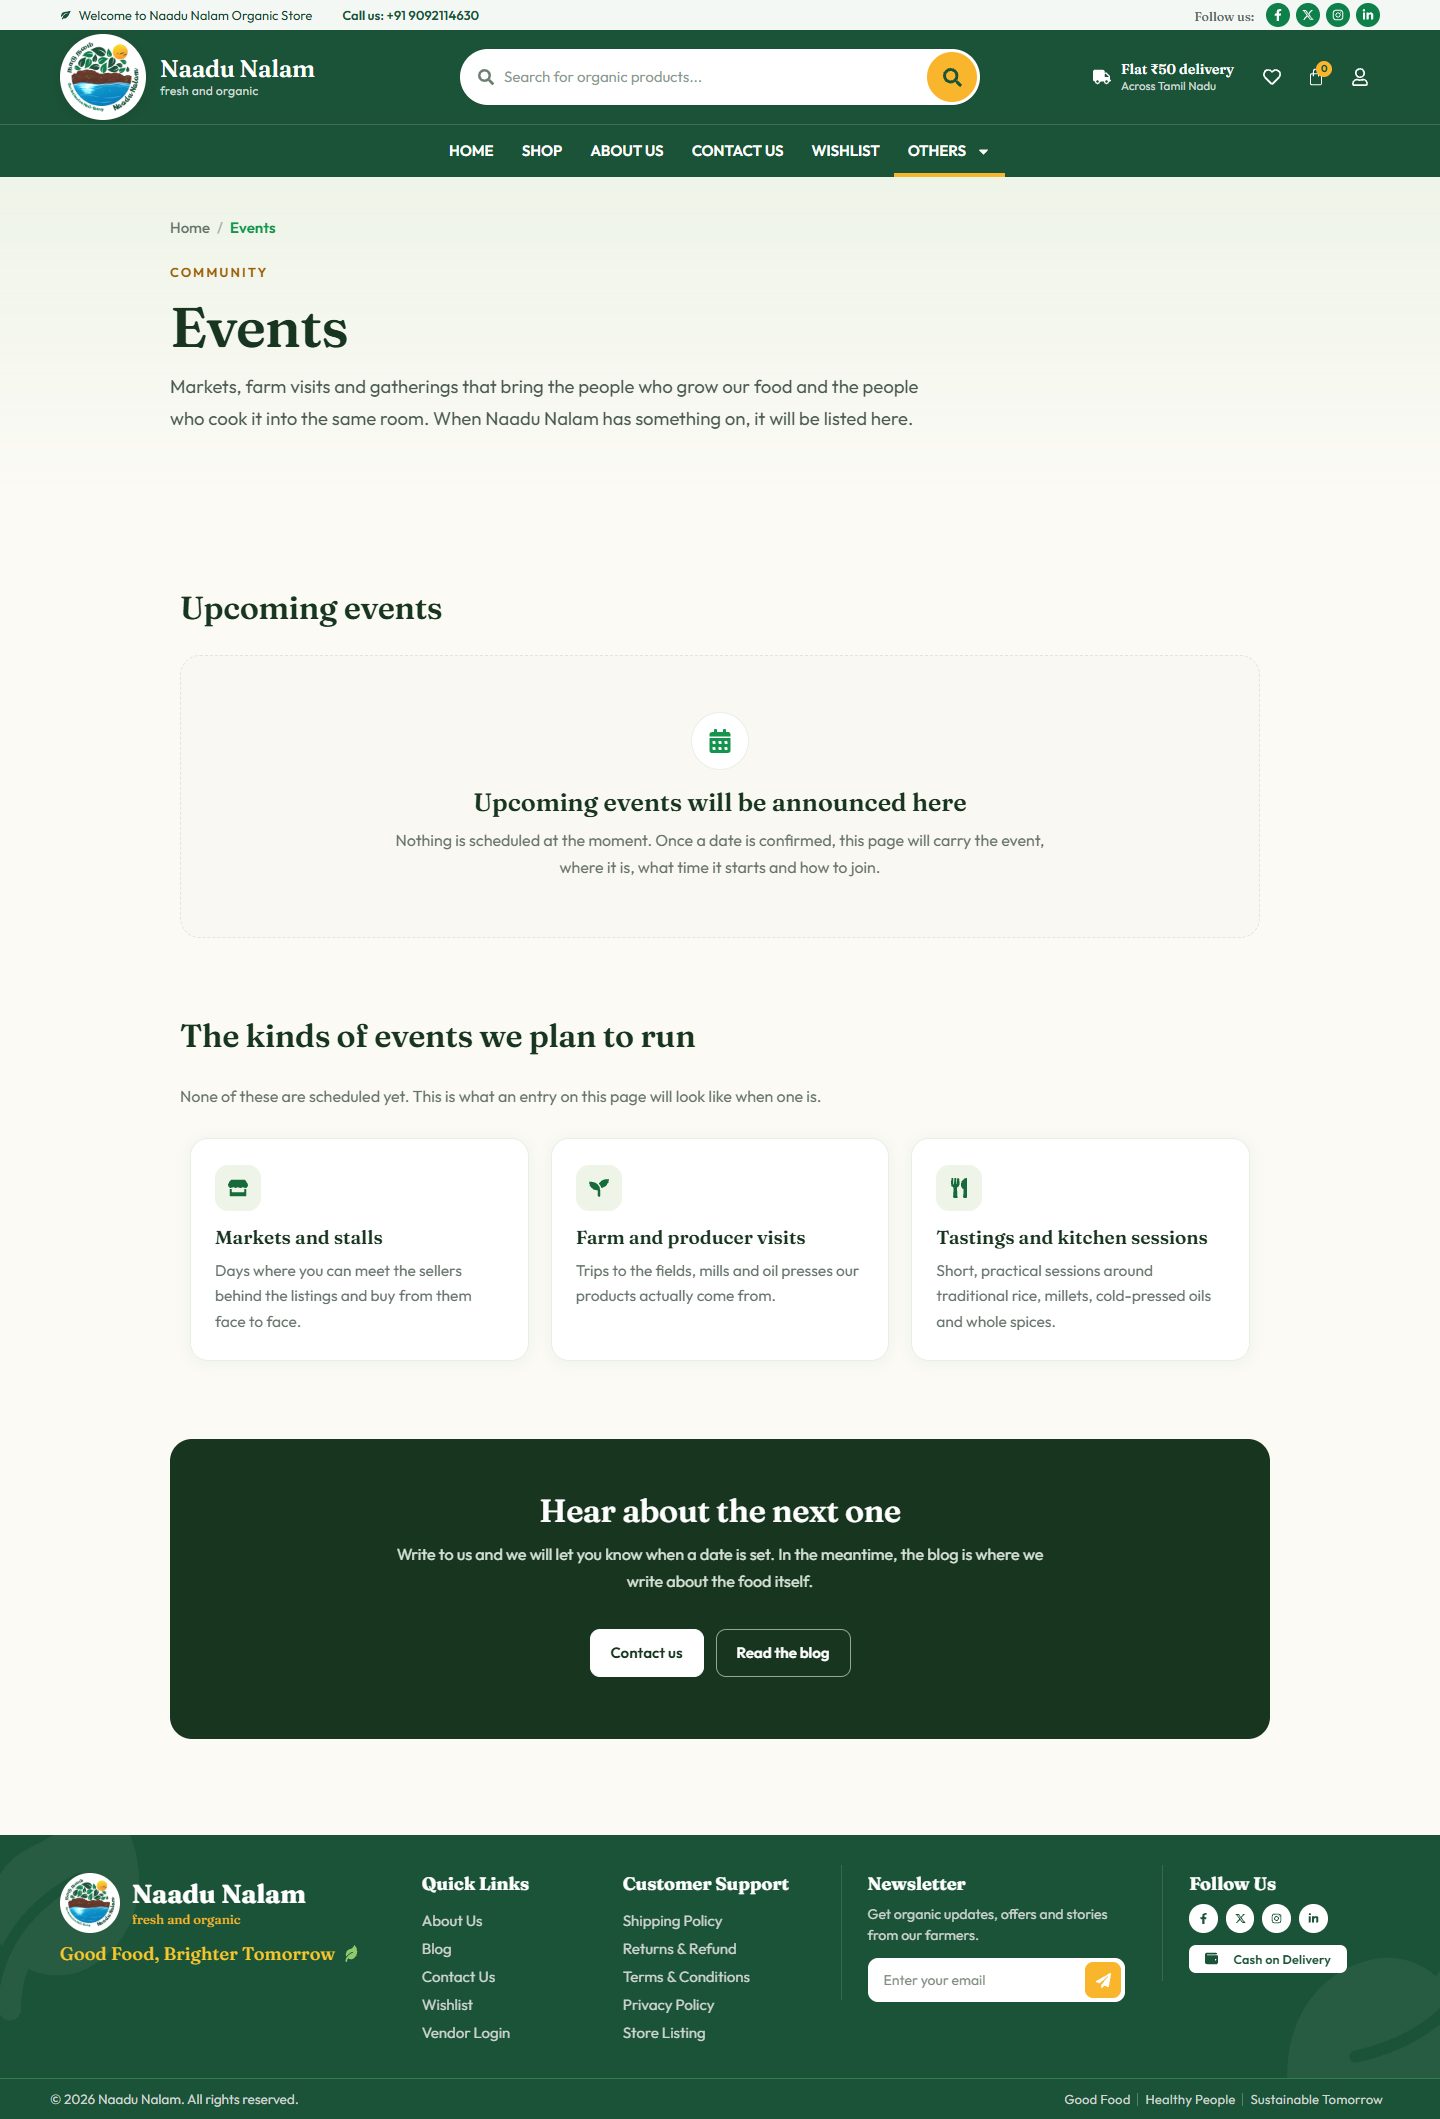 Welcome to Naadu Nalam Organic Store
Call us: +91 9092114630
Follow us:
Naadu Nalam
fresh and organic
Search for organic products...
Flat ₹50 delivery
Across Tamil Nadu
0
HOME
SHOP
ABOUT US
CONTACT US
WISHLIST
OTHERS
Home / Events
COMMUNITY
Events
Markets, farm visits and gatherings that bring the people who grow our food and the people
who cook it into the same room. When Naadu Nalam has something on, it will be listed here.
Upcoming events
Upcoming events will be announced here
Nothing is scheduled at the moment. Once a date is confirmed, this page will carry the event,
where it is, what time it starts and how to join.
The kinds of events we plan to run
None of these are scheduled yet. This is what an entry on this page will look like when one is.
Markets and stalls
Days where you can meet the sellers
behind the listings and buy from them
face to face.
Farm and producer visits
Trips to the fields, mills and oil presses our
products actually come from.
Tastings and kitchen sessions
Short, practical sessions around
traditional rice, millets, cold-pressed oils
and whole spices.
Hear about the next one
Write to us and we will let you know when a date is set. In the meantime, the blog is where we
write about the food itself.
Contact us
Read the blog
Naadu Nalam
fresh and organic
Good Food, Brighter Tomorrow
Quick Links
About Us
Blog
Contact Us
Wishlist
Vendor Login
Customer Support
Shipping Policy
Returns & Refund
Terms & Conditions
Privacy Policy
Store Listing
Newsletter
Get organic updates, offers and stories
from our farmers.
Enter your email
Follow Us
Cash on Delivery
© 2026 Naadu Nalam. All rights reserved.
Good Food | Healthy People | Sustainable Tomorrow